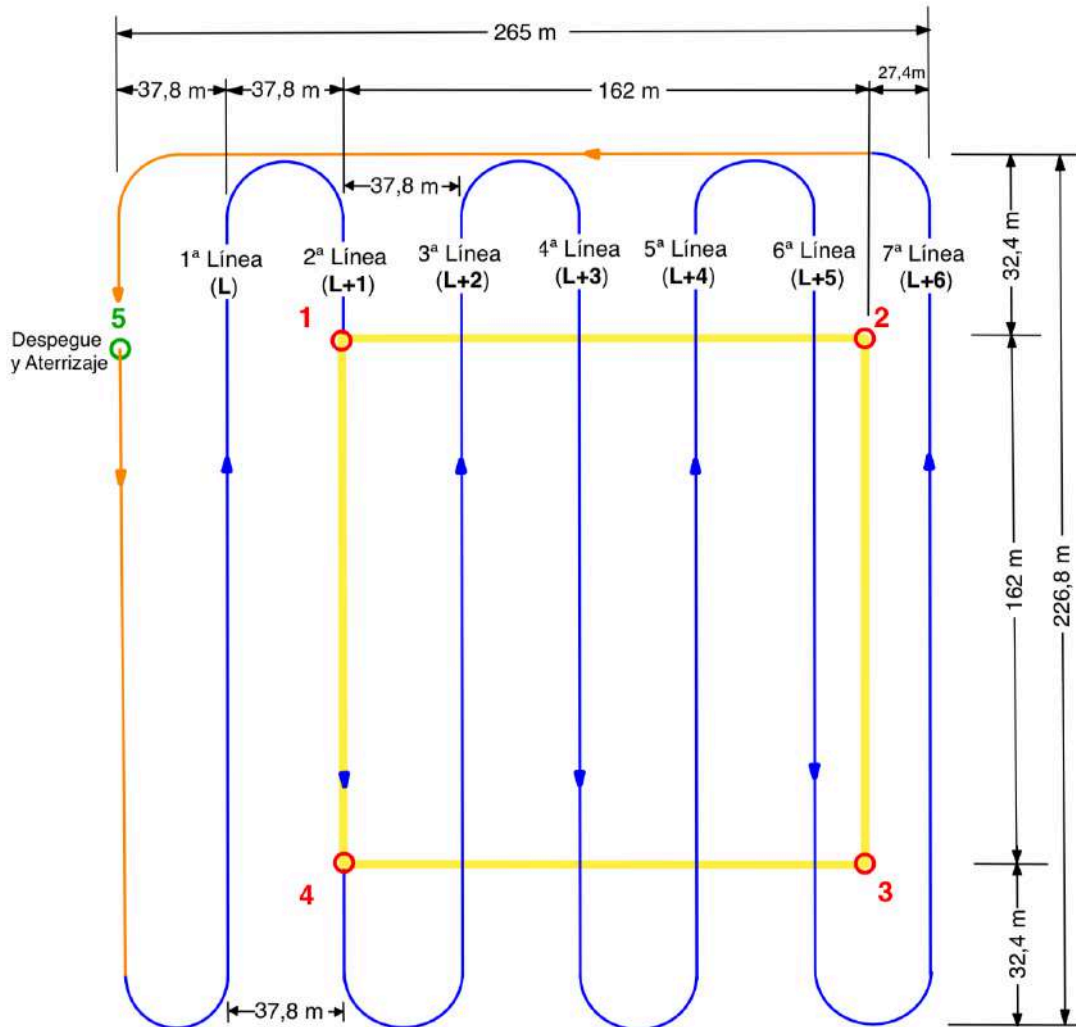 265 m
37,8 m
37,8 m
162 m
27,4m
37,8 m
1ª Línea
(L)
2ª Línea
(L+1)
3ª Línea
(L+2)
4ª Línea
(L+3)
5ª Línea
(L+4)
6ª Línea
(L+5)
7ª Línea
(L+6)
32,4 m
5
Despegue
y Aterrizaje
1
2
162 m
226,8 m
4
3
32,4 m
37,8 m